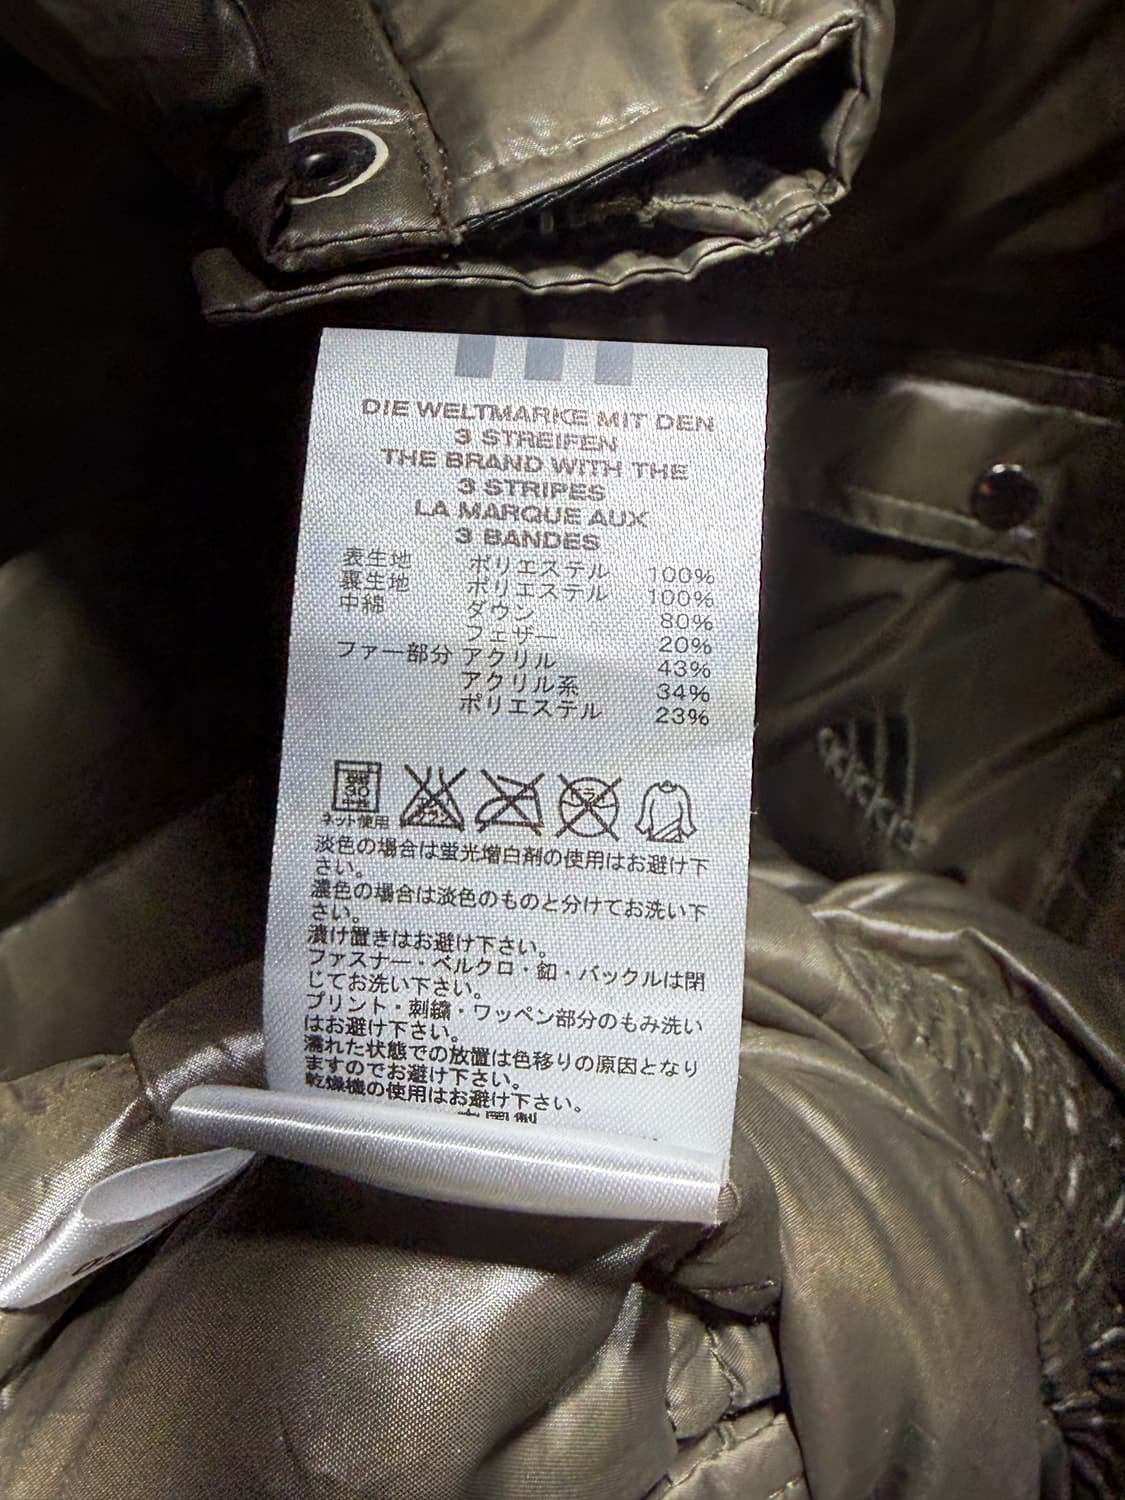 DIE WELTMARKE MIT DEN
3 STREIFEN
THE BRAND WITH THE
3 STRIPES
LA MARQUE AUX
3 BANDES
表生地 ポリエステル 100%
裏生地 ポリエステル 100%
中綿 ダウン 80%
フェザー 20%
ファー部分 アクリル 43%
アクリル系 34%
ポリエステル 23%
30
ネット使用
淡色の場合は蛍光増白剤の使用はお避け下
さい。
濃色の場合は淡色のものと分けてお洗い下
さい。
漬け置きはお避け下さい。
ファスナー・ベルクロ・釦・バックルは閉
じてお洗い下さい。
プリント・刺繍・ワッペン部分のもみ洗い
はお避け下さい。
濡れた状態での放置は色移りの原因となり
ますのでお避け下さい。
乾燥機の使用はお避け下さい。
中国製
adidas